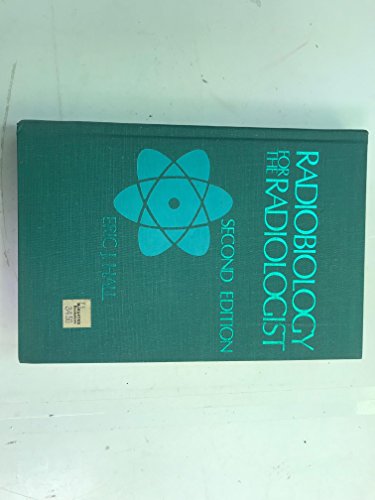 RADIOBIOLOGY
FOR
THE RADIOLOGIST
SECOND EDITION
ERIC J. HALL